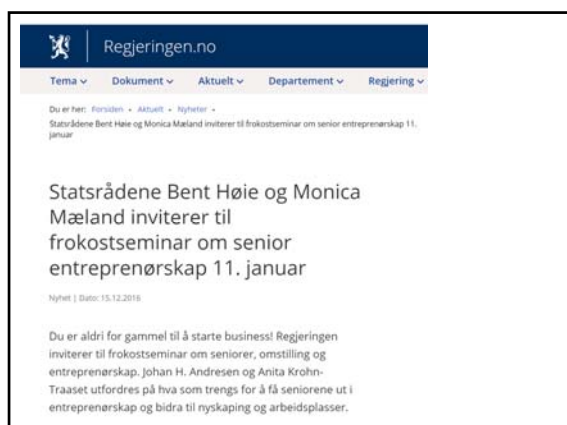 Regjeringen.no
Tema Dokument Aktuelt Departement Regjering
Du er her: Forsiden • Aktuelt • Nyheter •
Statsrådene Bent Høie og Monica Mæland inviterer til frokostseminar om senior entreprenørskap 11.
januar
Statsrådene Bent Høie og Monica
Mæland inviterer til
frokostseminar om senior
entreprenørskap 11. januar
Nyhet | Dato: 15.12.2016
Du er aldri for gammel til å starte business! Regjeringen
inviterer til frokostseminar om seniorer, omstilling og
entreprenørskap. Johan H. Andresen og Anita Krohn-
Traaset utfordres på hva som trengs for å få seniorene ut i
entreprenørskap og bidra til nyskaping og arbeidsplasser.